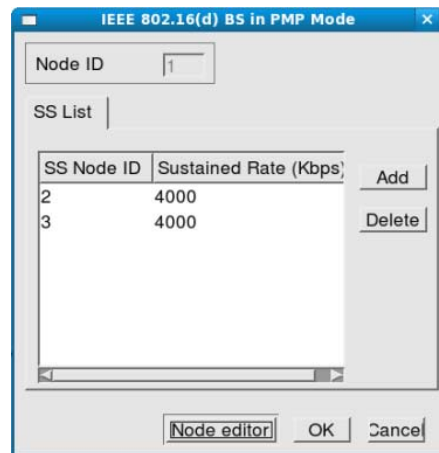 IEEE 802.16(d) BS in PMP Mode
Node ID 1
SS List
SS Node ID Sustained Rate (Kbps)
2 4000
3 4000
Add
Delete
Node editor OK Cancel